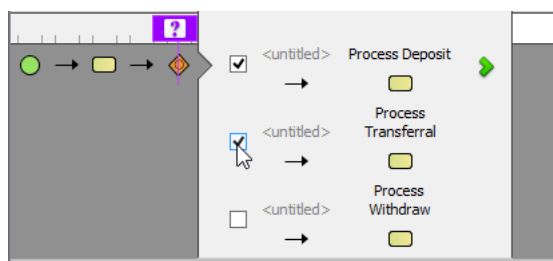 ?
<untitled> Process Deposit
Process
<untitled> Transferral
Process
<untitled> Withdraw